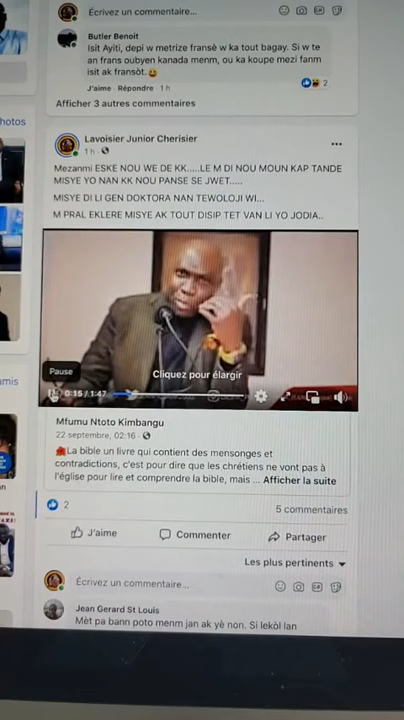 Écrivez un commentaire...
Butler Benoit
Isit Ayiti, depi w metrize fransè w ka tout bagay. Si w te
an frans oubyen kanada menm, ou ka koupe mezi fanm
isit ak fransòt.
2
J'aime · Répondre · 1 h
Afficher 3 autres commentaires
hotos
Lavoisier Junior Cherisier
1 h ·
Mezanmi ESKE NOU WE DE KK.....LE M DI NOU MOUN KAP TANDE
MISYE YO NAN KK NOU PANSE SE JWET.....
MISYE DI LI GEN DOKTORA NAN TEWOLOJI WI...
M PRAL EKLERE MISYE AK TOUT DISIP TET VAN LI YO JODIA..
Pause
Cliquez pour élargir
0:15 / 1:47
amis
Mfumu Ntoto Kimbangu
22 septembre, 02:16 ·
La bible un livre qui contient des mensonges et
contradictions, c'est pour dire que les chrétiens ne vont pas à
l'église pour lire et comprendre la bible, mais ... Afficher la suite
2
5 commentaires
J'aime
Commenter
Partager
Les plus pertinents
Écrivez un commentaire...
Jean Gerard St Louis
Mèt pa bann poto menm jan ak yè non. Si lekòl lan